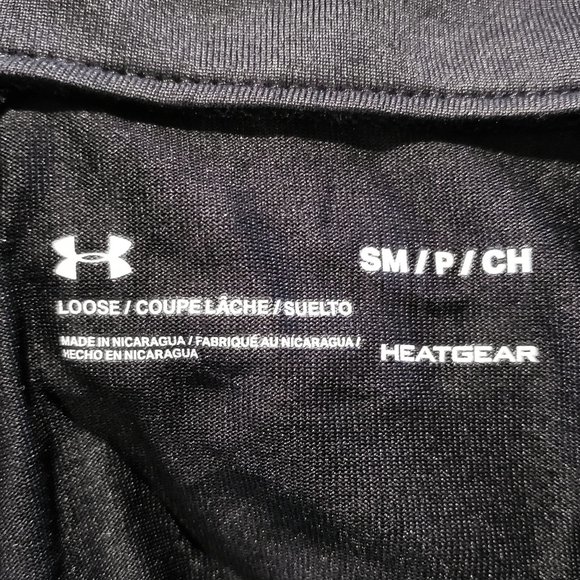 SM/P/CH
LOOSE/COUPE LÂCHE/SUELTO
MADE IN NICARAGUA/FABRIQUÉ AU NICARAGUA/
HECHO EN NICARAGUA
HEATGEAR